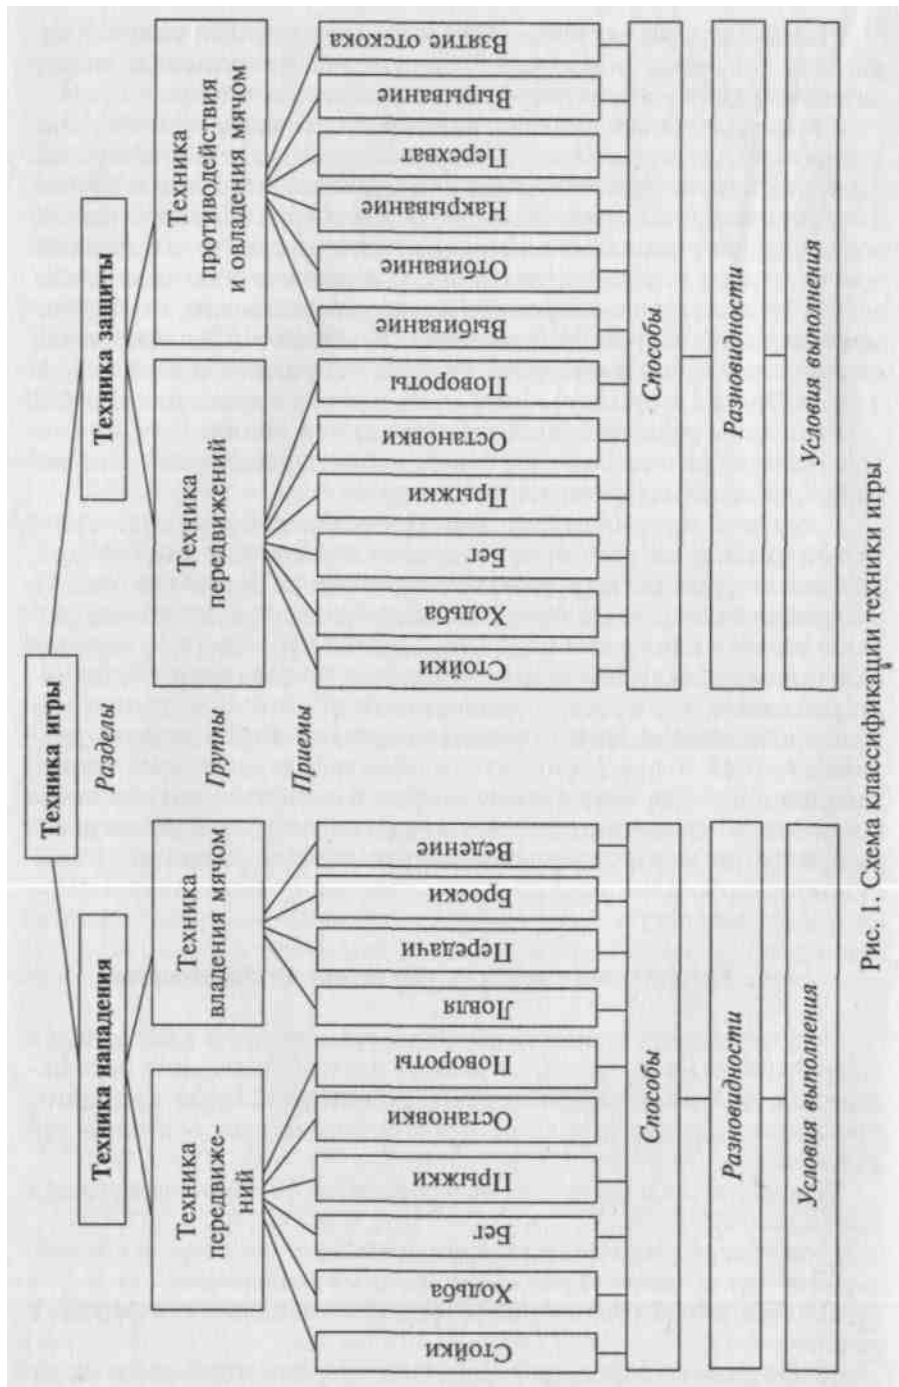 Техника игры
Разделы
Техника нападения
Техника защиты
Группы
Техника
передвиже-
ний
Техника
владения мячом
Техника
передвижений
Техника
противодействия
и овладения мячом
Приемы
Стойки
Ходьба
Бег
Прыжки
Остановки
Повороты
Ловля
Передачи
Броски
Ведение
Стойки
Ходьба
Бег
Прыжки
Остановки
Повороты
Выбивание
Отбивание
Накрывание
Перехват
Вырывание
Взятие отскока
Способы
Способы
Разновидности
Разновидности
Условия выполнения
Условия выполнения
Рис. 1. Схема классификации техники игры